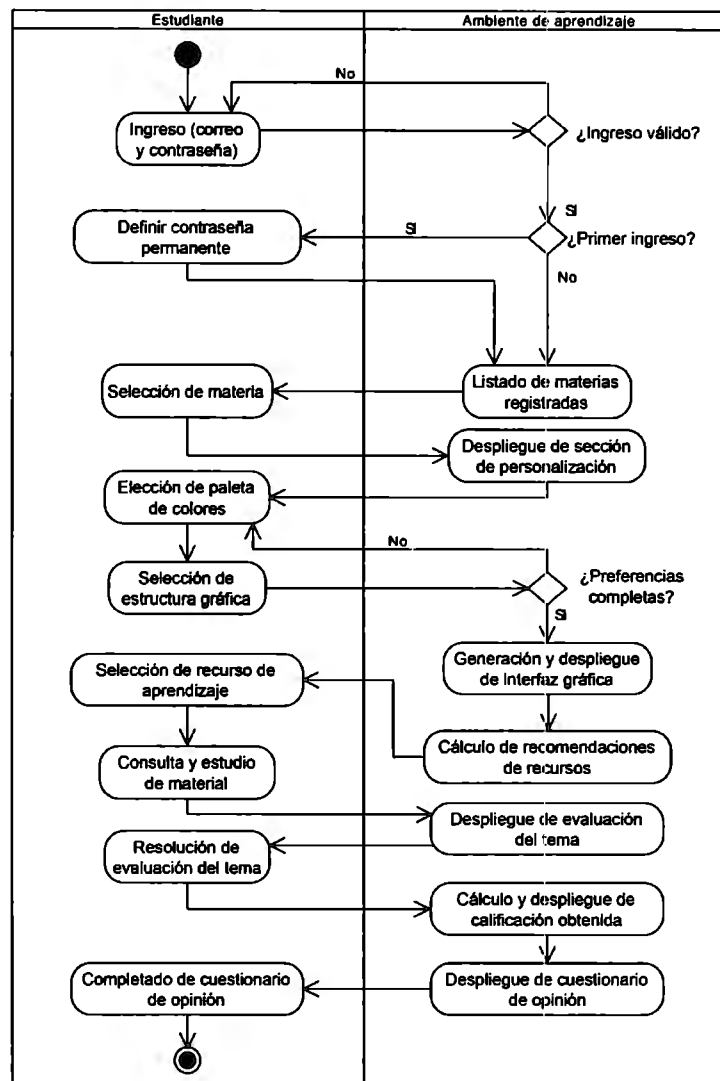 Estudiante
Ambiente de aprendizaje
No
Ingreso (correo
y contraseña)
¿Ingreso válido?
Si
Definir contraseña
permanente
Si
¿Primer ingreso?
No
Selección de materia
Listado de materias
registradas
Despliegue de sección
de personalización
Elección de paleta
de colores
No
Selección de
estructura gráfica
¿Preferencias
completas?
Si
Generación y despliegue
de interfaz gráfica
Selección de recurso de
aprendizaje
Cálculo de recomendaciones
de recursos
Consulta y estudio
de material
Despliegue de evaluación
del tema
Resolución de
evaluación del tema
Cálculo y despliegue de
calificación obtenida
Completado de cuestionario
de opinión
Despliegue de cuestionario
de opinión